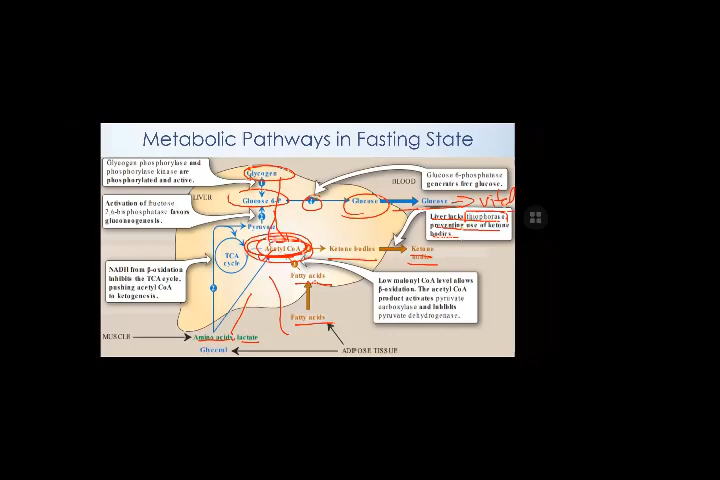 Metabolic Pathways in Fasting State
Glycogen phosphorylase and
phosphorylase kinase are
phosphorylated and active.
Glycogen
1
BLOOD
Glucose 6-phosphatase
generates free glucose.
LIVER
Activation of fructose
2,6-bisphosphatase favors
gluconeogenesis.
Glucose 6-P
Glucose
Glucose
vital
2
Liver lacks thiophorase,
preventing use of ketone
bodies.
Pyruvate
Acetyl CoA
Ketone bodies
Ketone
bodies
TCA
cycle
NADH from β-oxidation
inhibits the TCA cycle,
pushing acetyl CoA
to ketogenesis.
Fatty acids
Low malonyl CoA level allows
β-oxidation. The acetyl CoA
product activates pyruvate
carboxylase and inhibits
pyruvate dehydrogenase.
2
Fatty acids
MUSCLE
Amino acids, lactate
Glycerol
ADIPOSE TISSUE